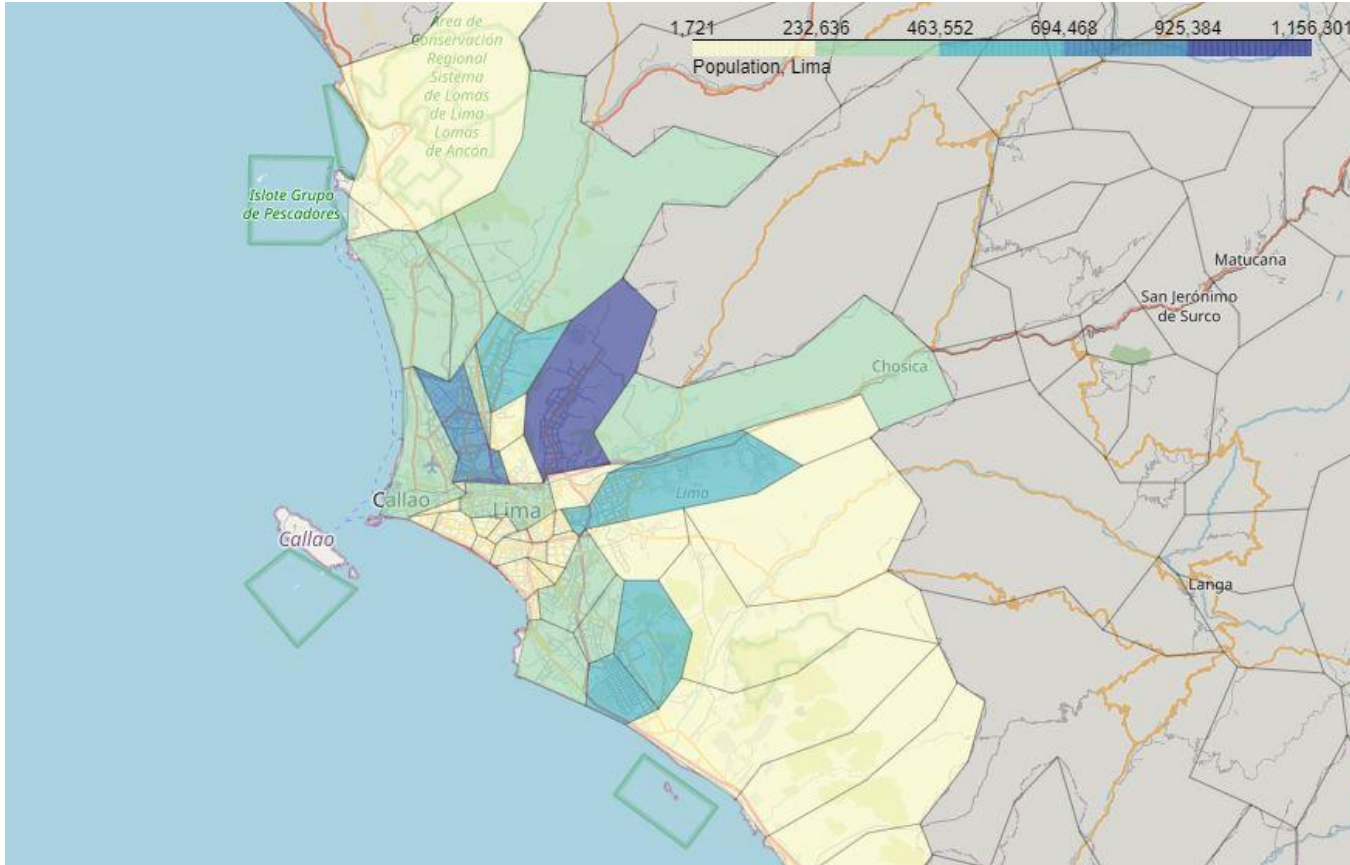 1,721 232,636 463,552 694,468 925,384 1,156,301
Population, Lima
Área de
Conservación
Regional
Sistema
de Lomas
de Lima
Lomas
de Ancón
Islote Grupo
de Pescadores
Matucana
San Jerónimo
de Surco
Chosica
Lima
Callao
Lima
Callao
Langa